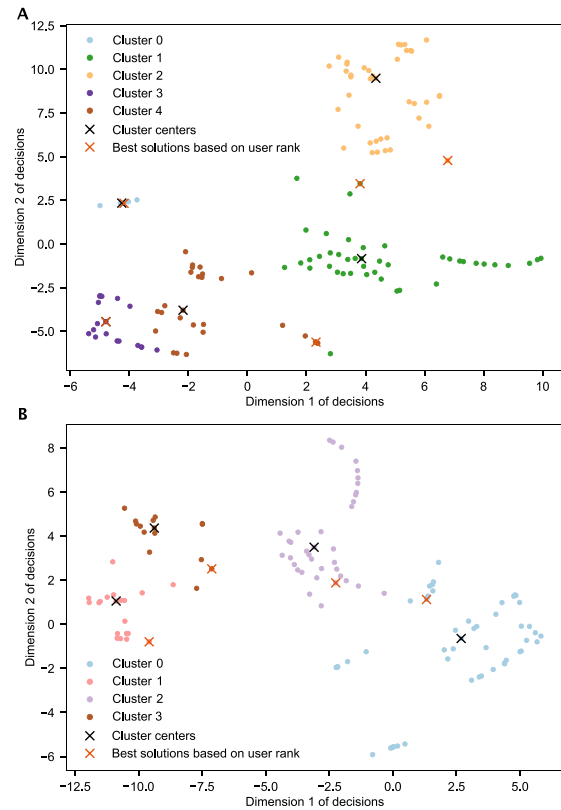 A
12.5
10.0
7.5
5.0
2.5
0.0
−2.5
−5.0
Dimension 2 of decisions
Cluster 0
Cluster 1
Cluster 2
Cluster 3
Cluster 4
Cluster centers
Best solutions based on user rank
−6 −4 −2 0 2 4 6 8 10
Dimension 1 of decisions
B
8
6
4
2
0
−2
−4
−6
Dimension 2 of decisions
Cluster 0
Cluster 1
Cluster 2
Cluster 3
Cluster centers
Best solutions based on user rank
−12.5 −10.0 −7.5 −5.0 −2.5 0.0 2.5 5.0
Dimension 1 of decisions